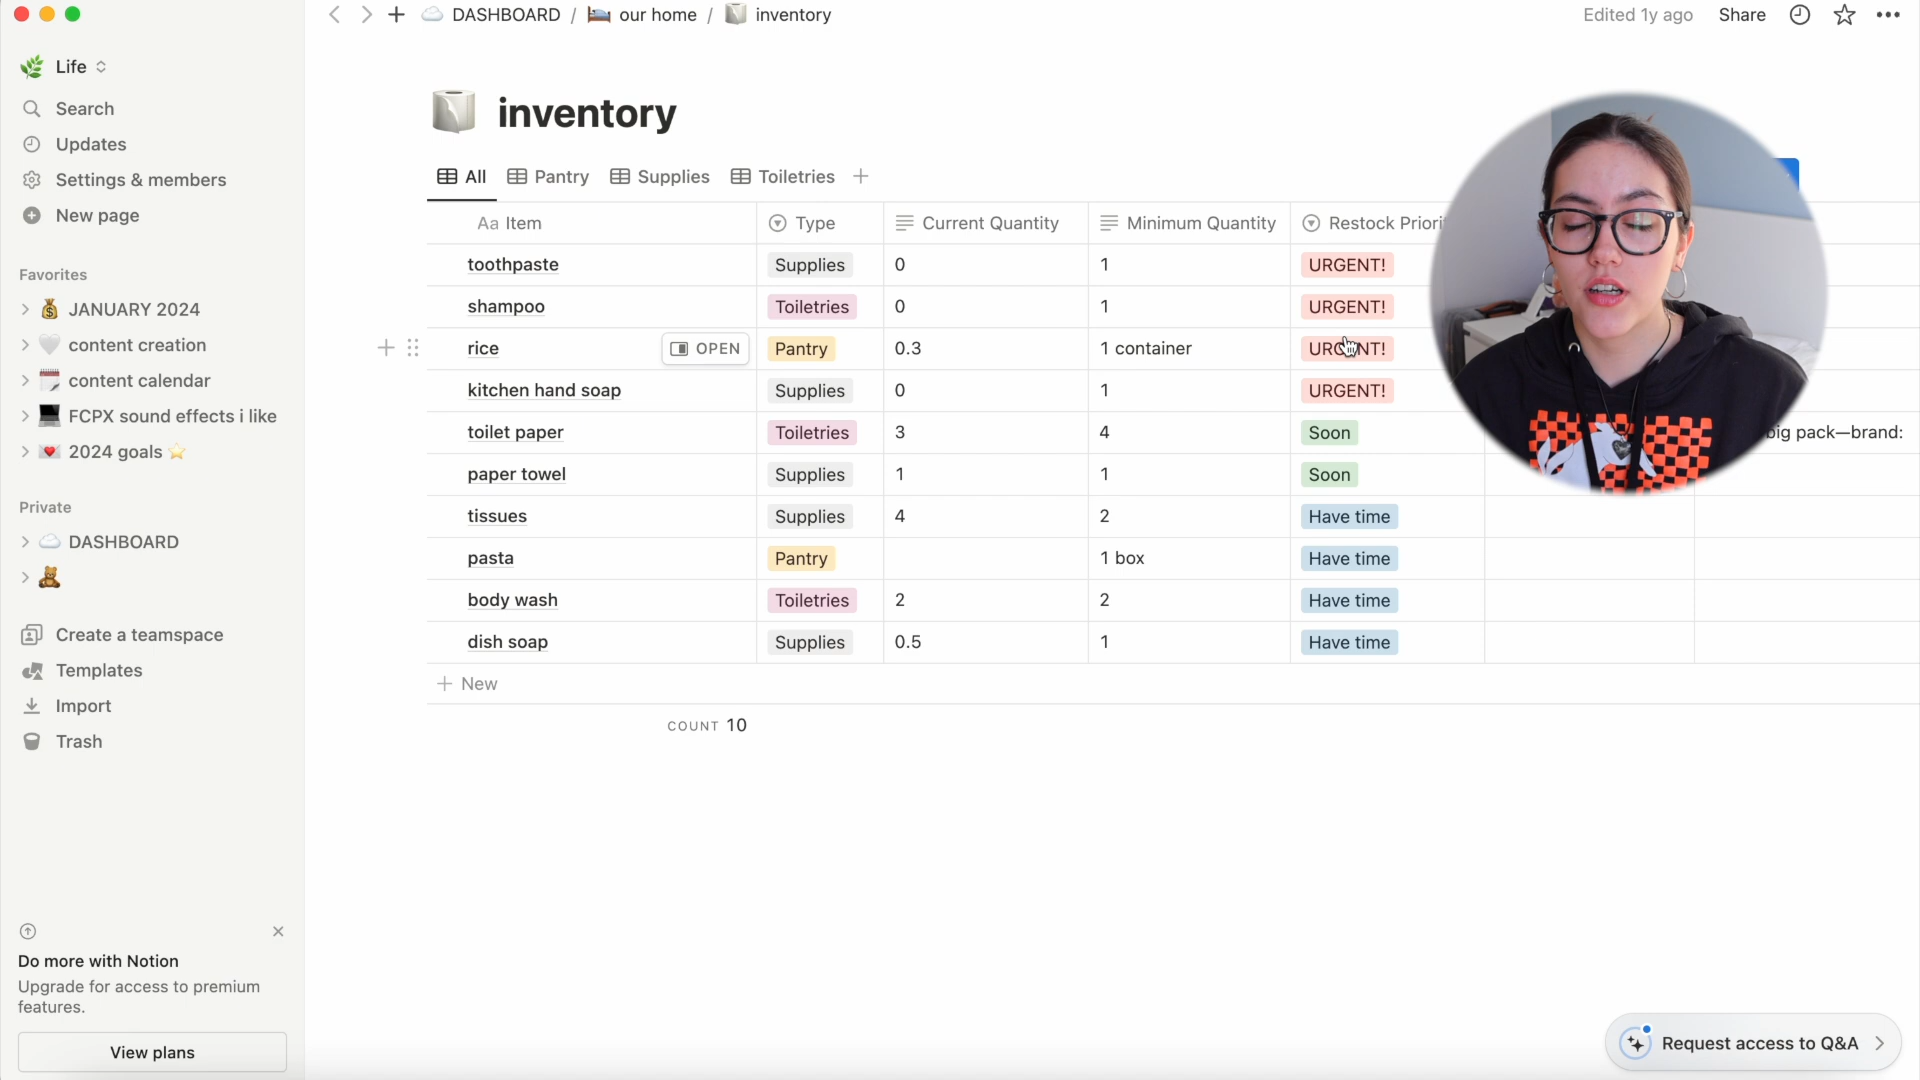 DASHBOARD / our home / inventory
Edited 1y ago Share
Life
Search
Updates
Settings & members
New page
Favorites
JANUARY 2024
content creation
content calendar
FCPX sound effects i like
2024 goals
Private
DASHBOARD
Create a teamspace
Templates
Import
Trash
Do more with Notion
Upgrade for access to premium
features.
View plans
inventory
All Pantry Supplies Toiletries
Aa Item Type Current Quantity Minimum Quantity Restock
toothpaste Supplies 0 1 URGENT!
shampoo Toiletries 0 1 URGENT!
rice OPEN Pantry 0.3 1 container URGENT!
kitchen hand soap Supplies 0 1 URGENT!
toilet paper Toiletries 3 4 Soon big pack—brand:
paper towel Supplies 1 1 Soon
tissues Supplies 4 2 Have time
pasta Pantry 1 box Have time
body wash Toiletries 2 2 Have time
dish soap Supplies 0.5 1 Have time
New
COUNT 10
Request access to Q&A